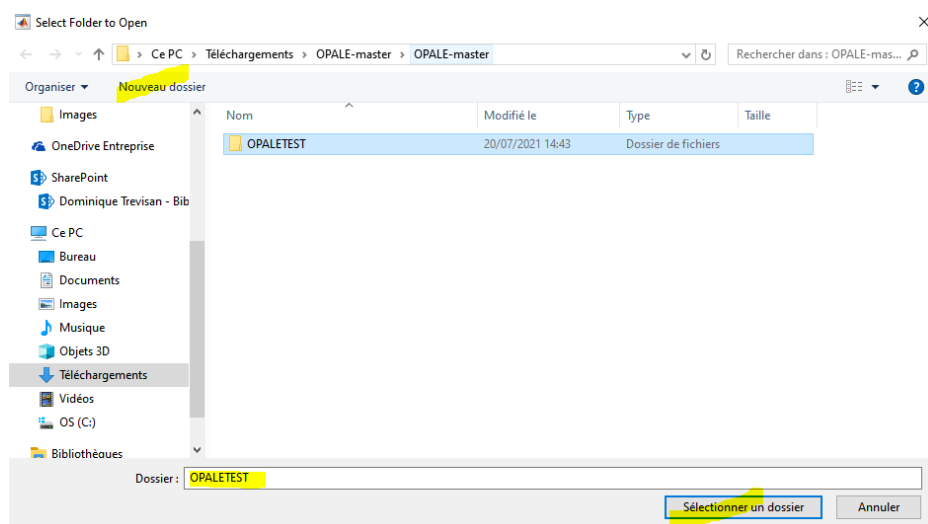 Select Folder to Open
Ce PC › Téléchargements › OPALE-master › OPALE-master
Rechercher dans : OPALE-mas...
Organiser
Nouveau dossier
Nom Modifié le Type Taille
OPALETEST 20/07/2021 14:43 Dossier de fichiers
Images
OneDrive Entreprise
SharePoint
Dominique Trevisan - Bib
Ce PC
Bureau
Documents
Images
Musique
Objets 3D
Téléchargements
Vidéos
OS (C:)
Bibliothèques
Dossier : OPALETEST
Sélectionner un dossier
Annuler